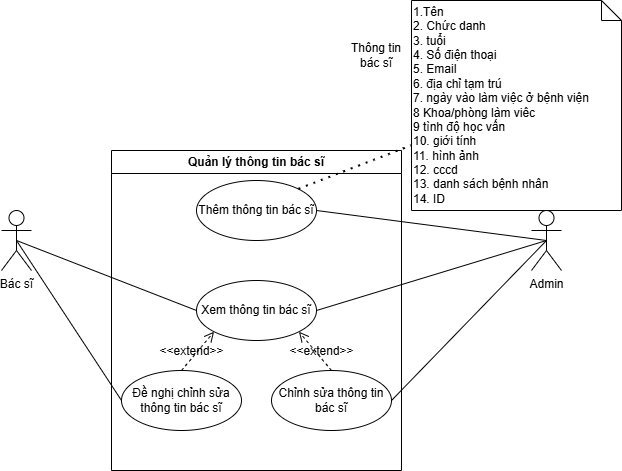 1.Tên
2. Chức danh
3. tuổi
4. Số điện thoại
5. Email
6. địa chỉ tạm trú
7. ngày vào làm việc ở bệnh viện
8 Khoa/phòng làm viêc
9 tình độ học vấn
10. giới tính
11. hình ảnh
12. cccd
13. danh sách bệnh nhân
14. ID
Thông tin
bác sĩ
Quản lý thông tin bác sĩ
Thêm thông tin bác sĩ
Bác sĩ
Admin
Xem thông tin bác sĩ
<<extend>>
<<extend>>
Đề nghị chỉnh sửa
thông tin bác sĩ
Chỉnh sửa thông tin
bác sĩ